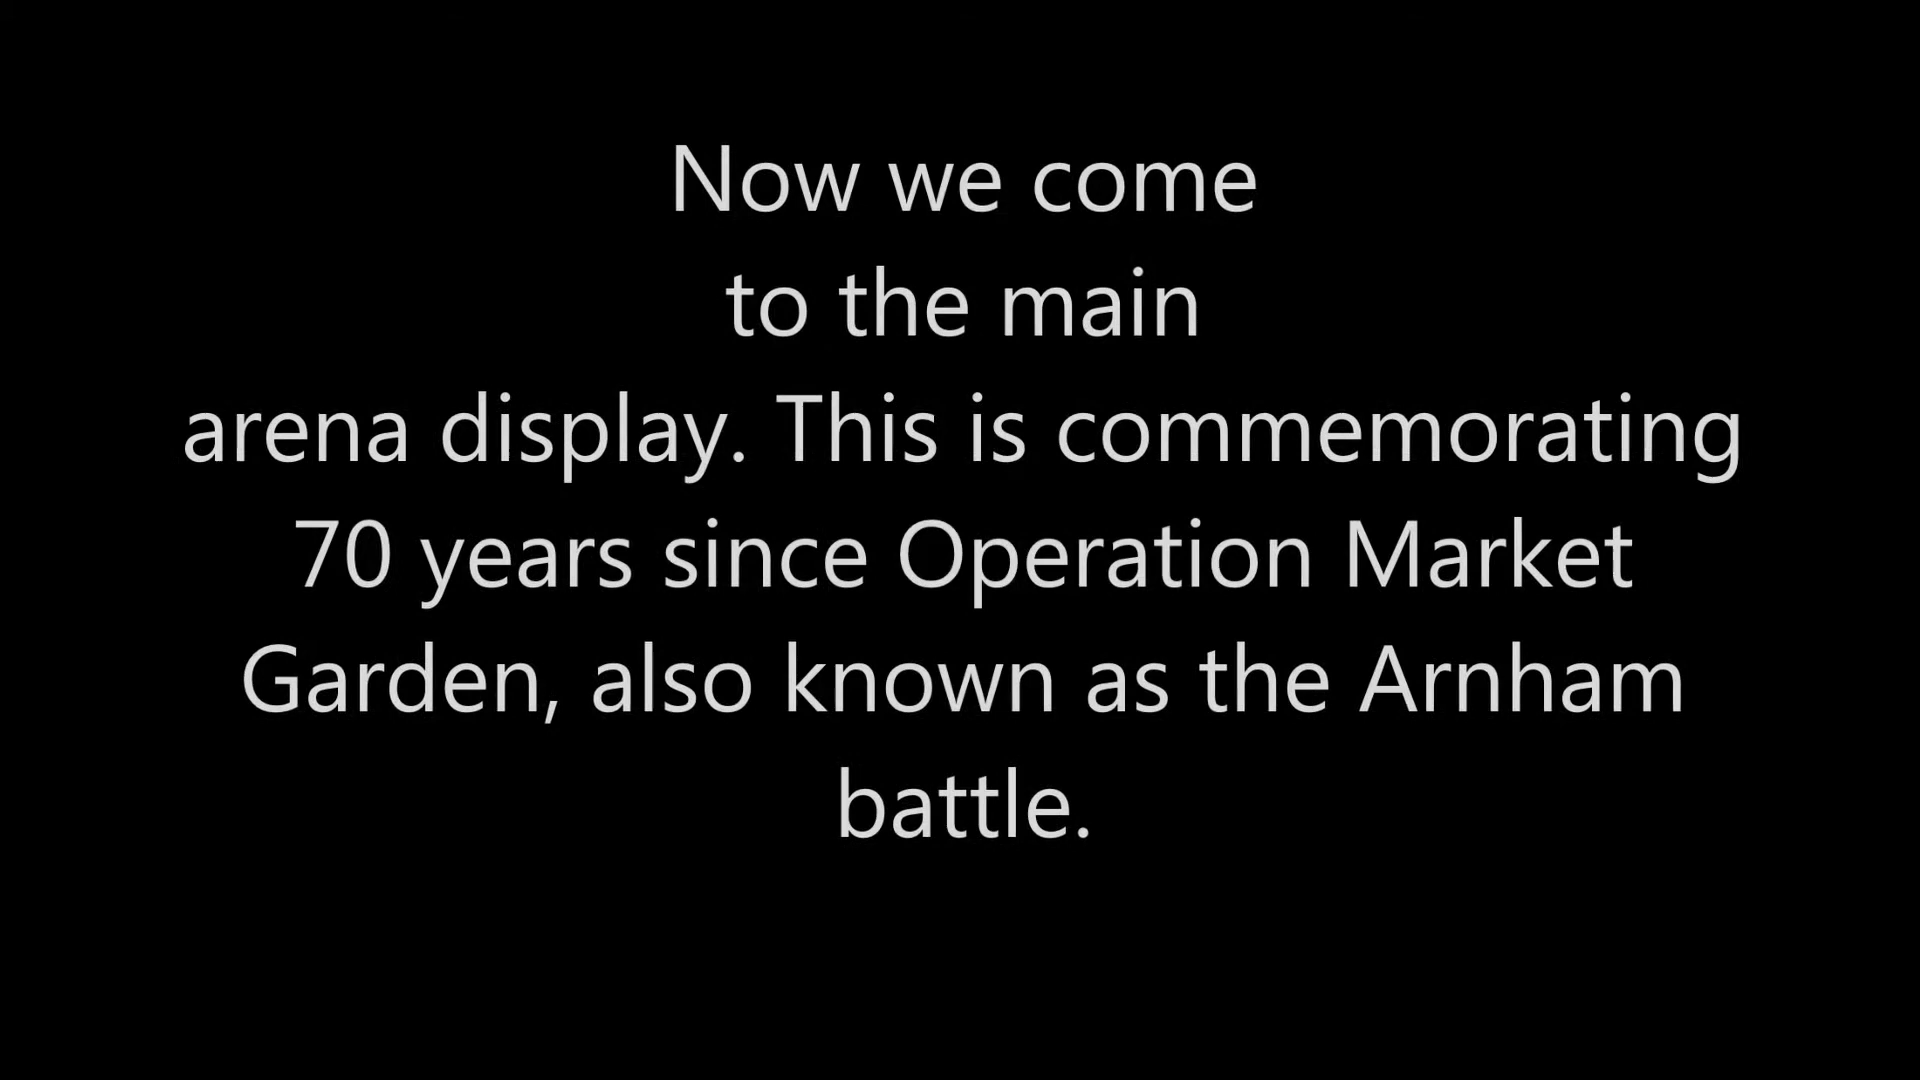 Now we come
to the main
arena display. This is commemorating
70 years since Operation Market
Garden, also known as the Arnham
battle.